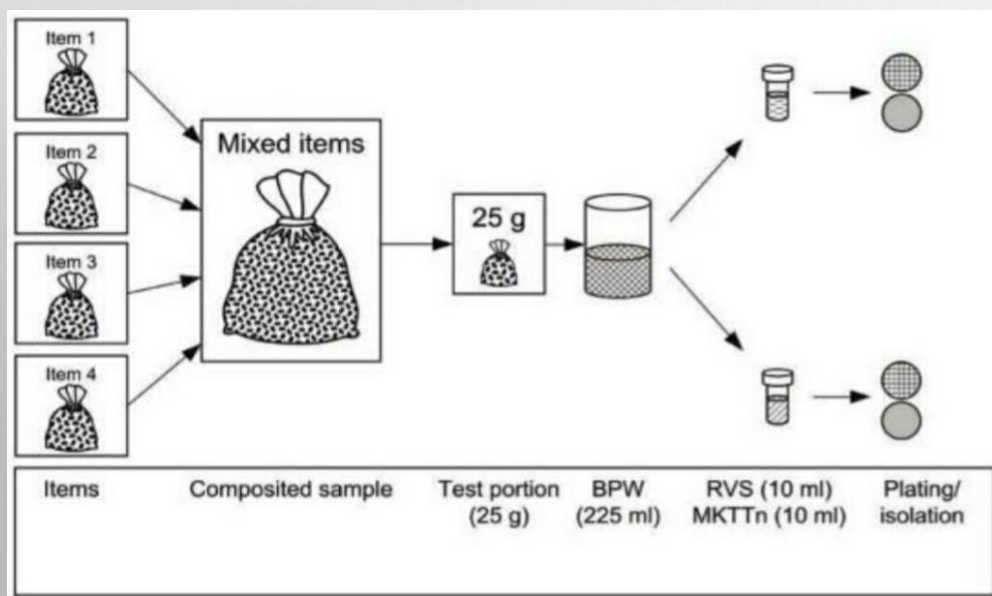 Item 1
Item 2
Item 3
Item 4
Mixed items
25 g
Items
Composited sample
Test portion
(25 g)
BPW
(225 ml)
RVS (10 ml)
MKTTn (10 ml)
Plating/
isolation